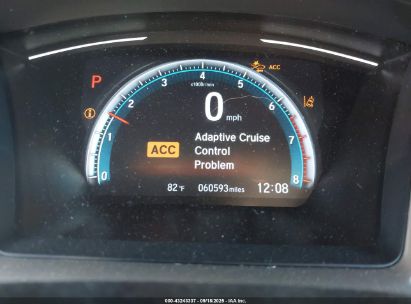 ACC
P
4
x1000r/min
3
5
2
6
1
7
0
8
0
mph
Adaptive Cruise
Control
Problem
ACC
82°F
060593miles
12:08